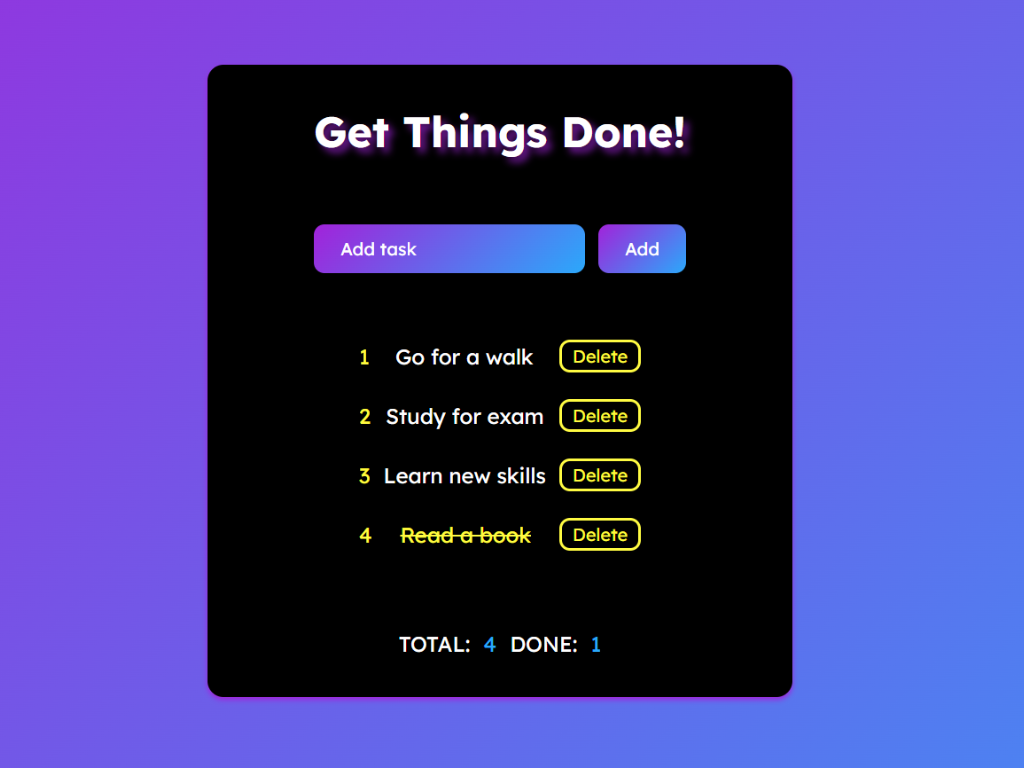 Get Things Done!
Add task Add
1 Go for a walk Delete
2 Study for exam Delete
3 Learn new skills Delete
4 Read a book Delete
TOTAL: 4 DONE: 1